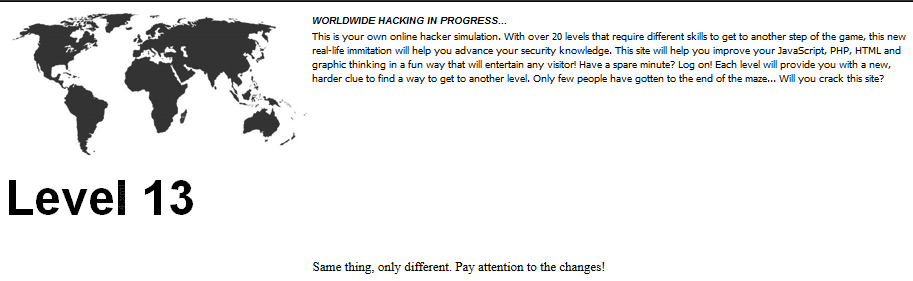 WORLDWIDE HACKING IN PROGRESS...
This is your own online hacker simulation. With over 20 levels that require different skills to get to another step of the game, this new
real-life immitation will help you advance your security knowledge. This site will help you improve your JavaScript, PHP, HTML and
graphic thinking in a fun way that will entertain any visitor! Have a spare minute? Log on! Each level will provide you with a new,
harder clue to find a way to get to another level. Only few people have gotten to the end of the maze... Will you crack this site?
Level 13
Same thing, only different. Pay attention to the changes!